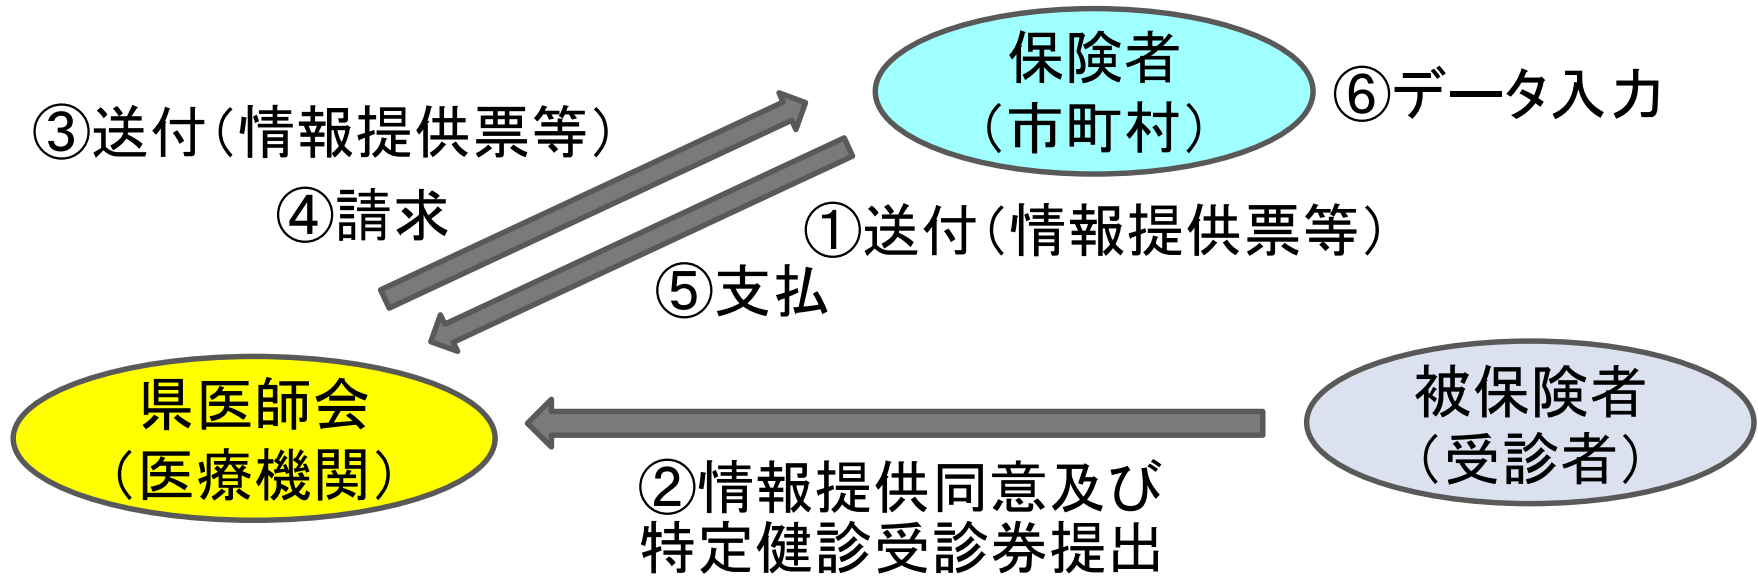 保険者
（市町村）
⑥データ入力
③送付（情報提供票等）
④請求
①送付（情報提供票等）
⑤支払
県医師会
（医療機関）
被保険者
（受診者）
②情報提供同意及び
特定健診受診券提出